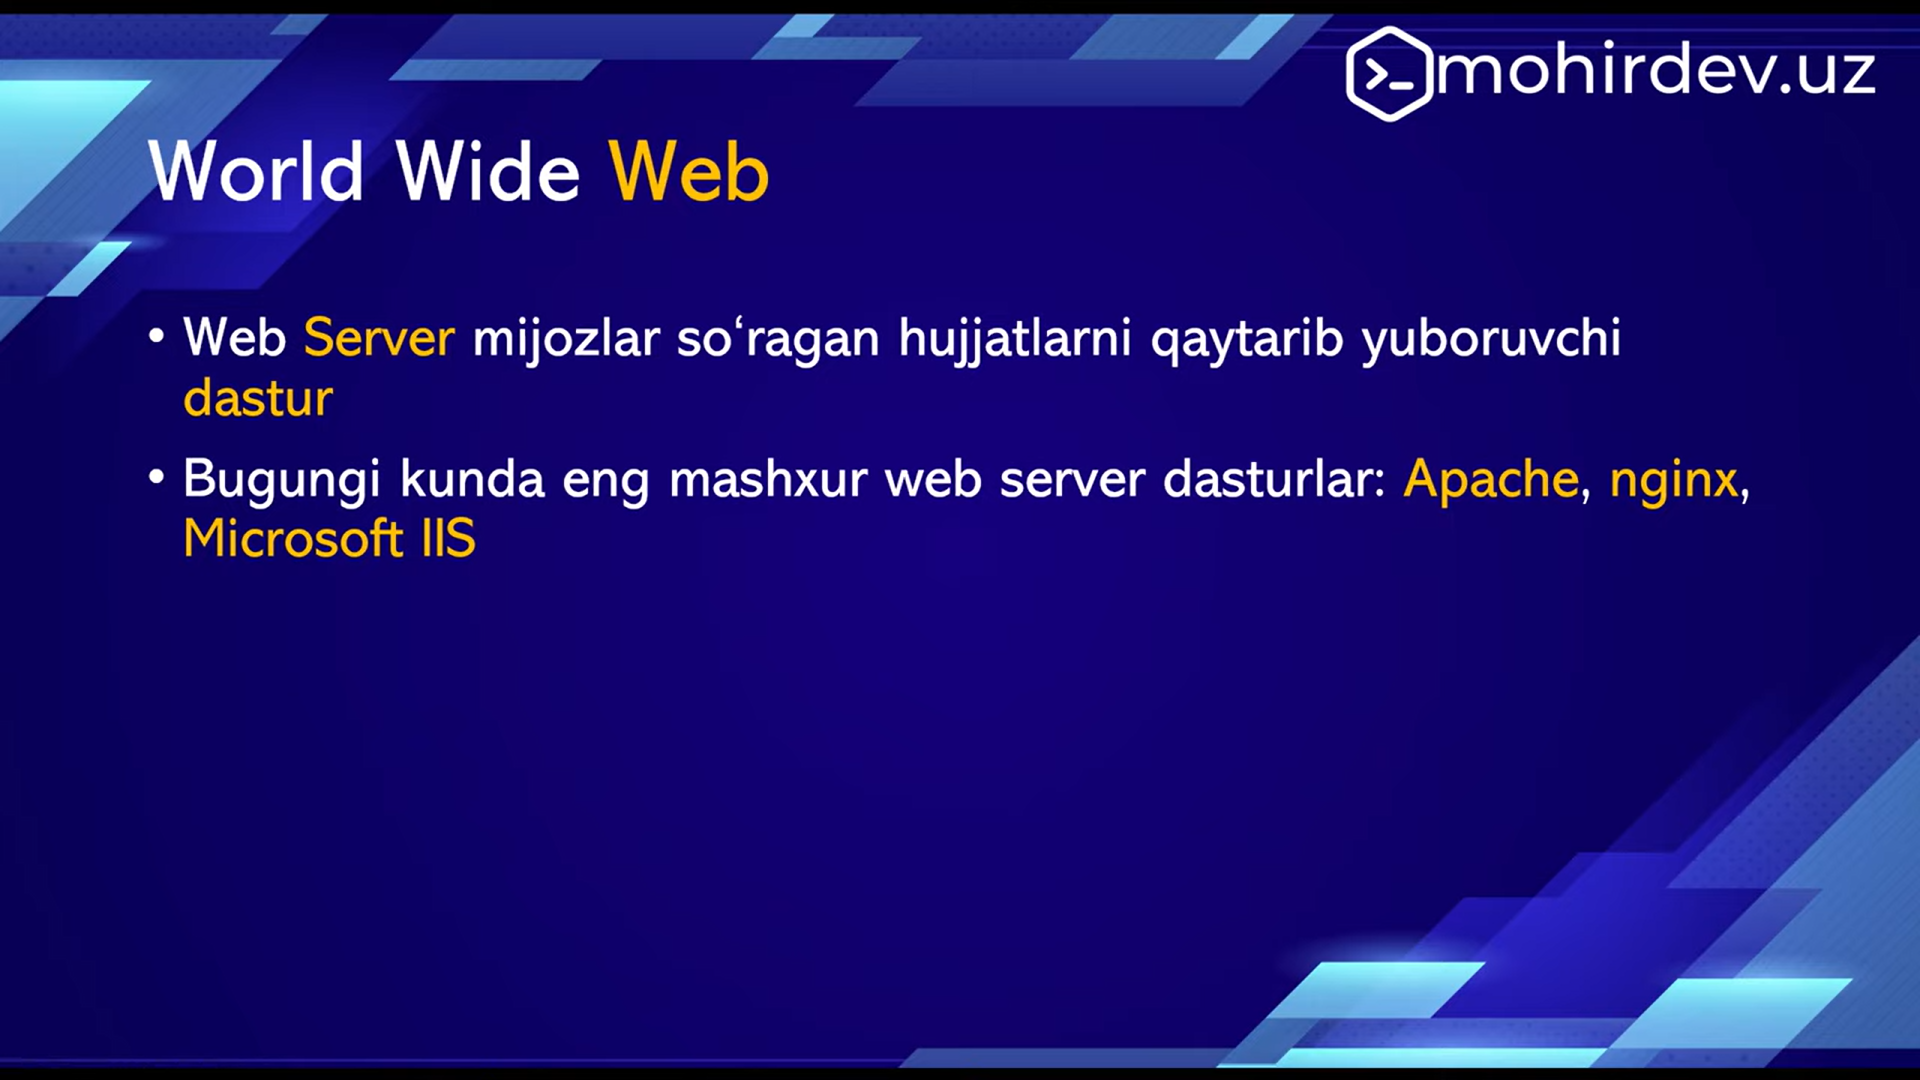 mohirdev.uz
World Wide Web
• Web Server mijozlar so‘ragan hujjatlarni qaytarib yuboruvchi
dastur
• Bugungi kunda eng mashxur web server dasturlar: Apache, nginx,
Microsoft IIS